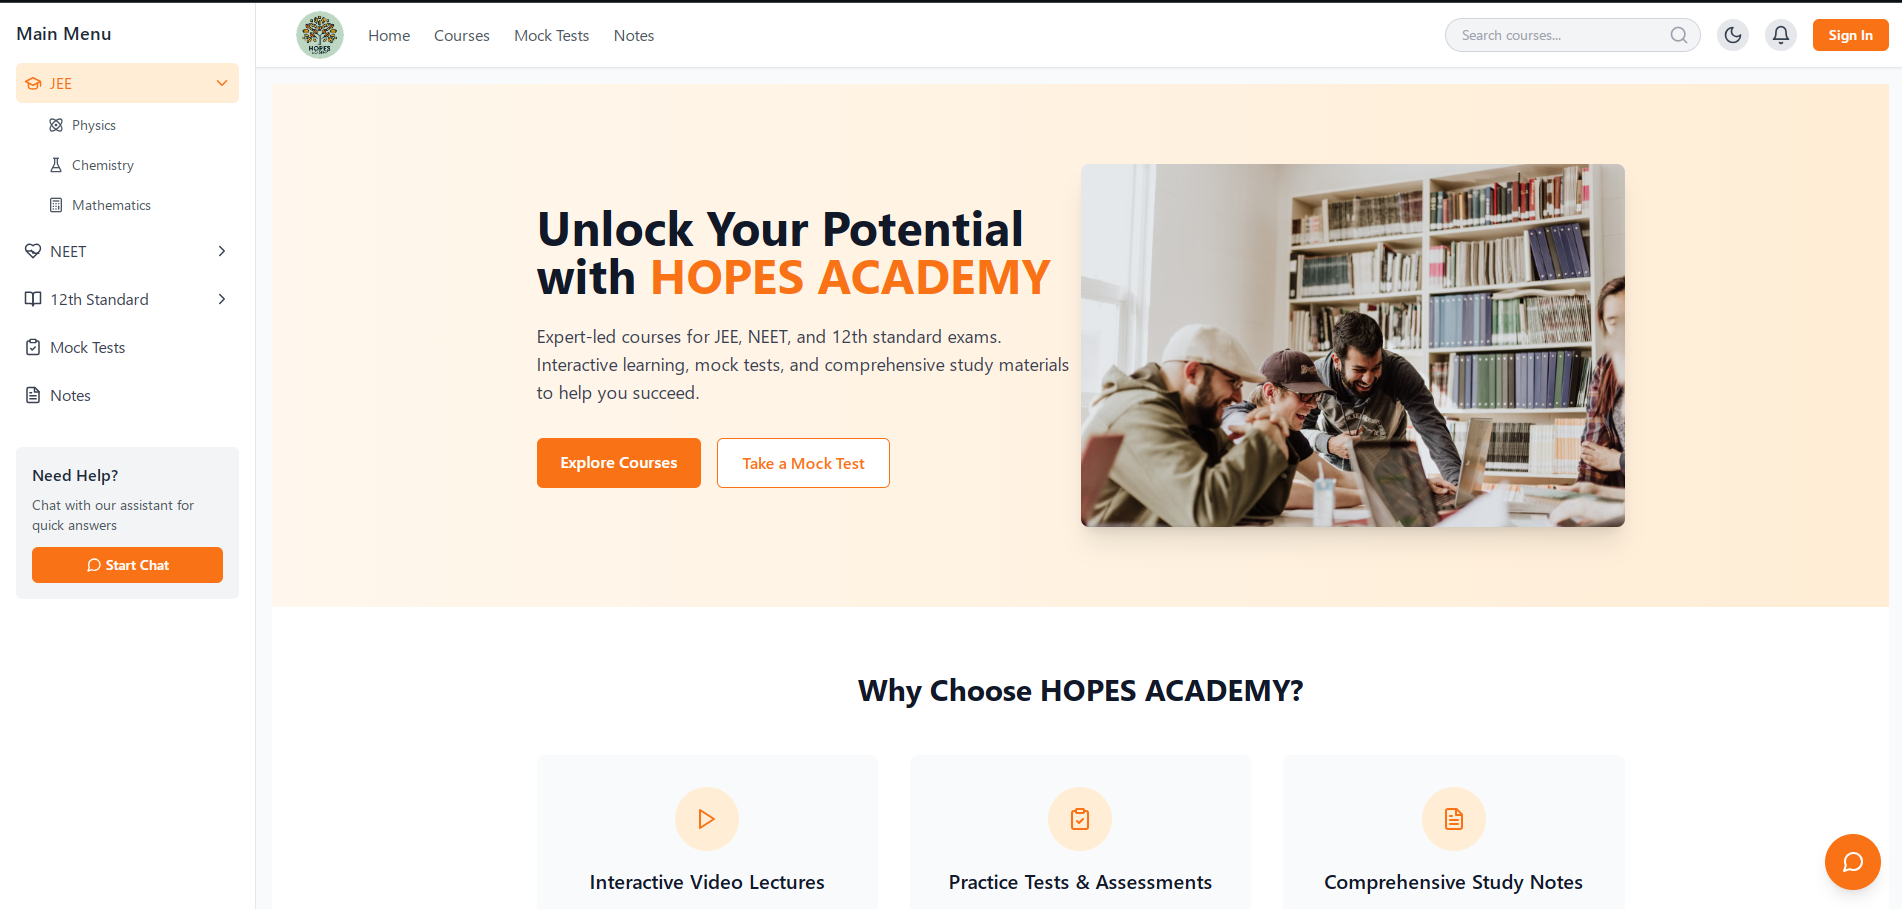 Main Menu
JEE
Physics
Chemistry
Mathematics
NEET
12th Standard
Mock Tests
Notes
Need Help?
Chat with our assistant for
quick answers
Start Chat
HOPES
Home
Courses
Mock Tests
Notes
Search courses...
Sign In
Unlock Your Potential
with HOPES ACADEMY
Expert-led courses for JEE, NEET, and 12th standard exams.
Interactive learning, mock tests, and comprehensive study materials
to help you succeed.
Explore Courses
Take a Mock Test
Why Choose HOPES ACADEMY?
Interactive Video Lectures
Practice Tests & Assessments
Comprehensive Study Notes